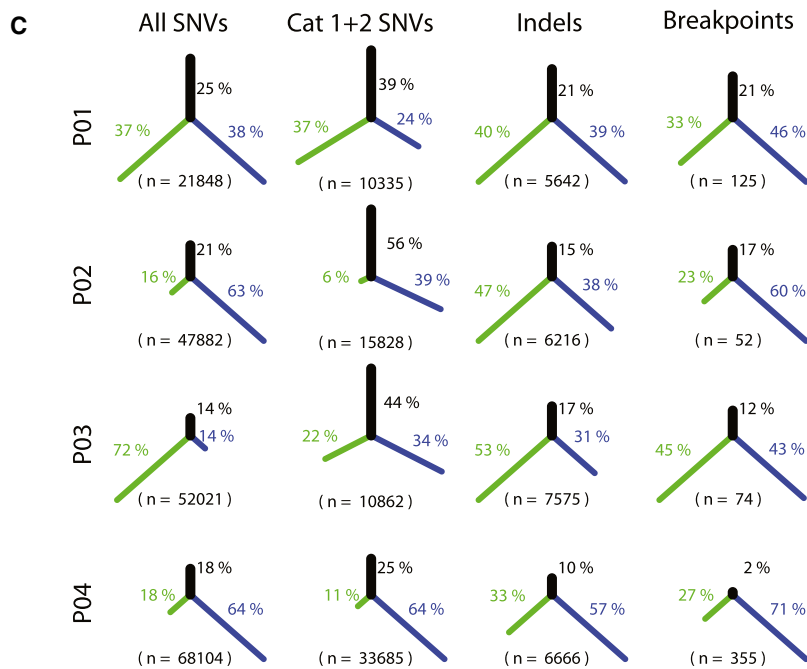 C
All SNVs Cat 1+2 SNVs Indels Breakpoints
P01
25 % 37 % 38 % ( n = 21848 )
39 % 37 % 24 % ( n = 10335 )
21 % 40 % 39 % ( n = 5642 )
21 % 33 % 46 % ( n = 125 )
P02
21 % 16 % 63 % ( n = 47882 )
56 % 6 % 39 % ( n = 15828 )
15 % 47 % 38 % ( n = 6216 )
17 % 23 % 60 % ( n = 52 )
P03
14 % 72 % 14 % ( n = 52021 )
44 % 22 % 34 % ( n = 10862 )
17 % 53 % 31 % ( n = 7575 )
12 % 45 % 43 % ( n = 74 )
P04
18 % 18 % 64 % ( n = 68104 )
25 % 11 % 64 % ( n = 33685 )
10 % 33 % 57 % ( n = 6666 )
2 % 27 % 71 % ( n = 355 )